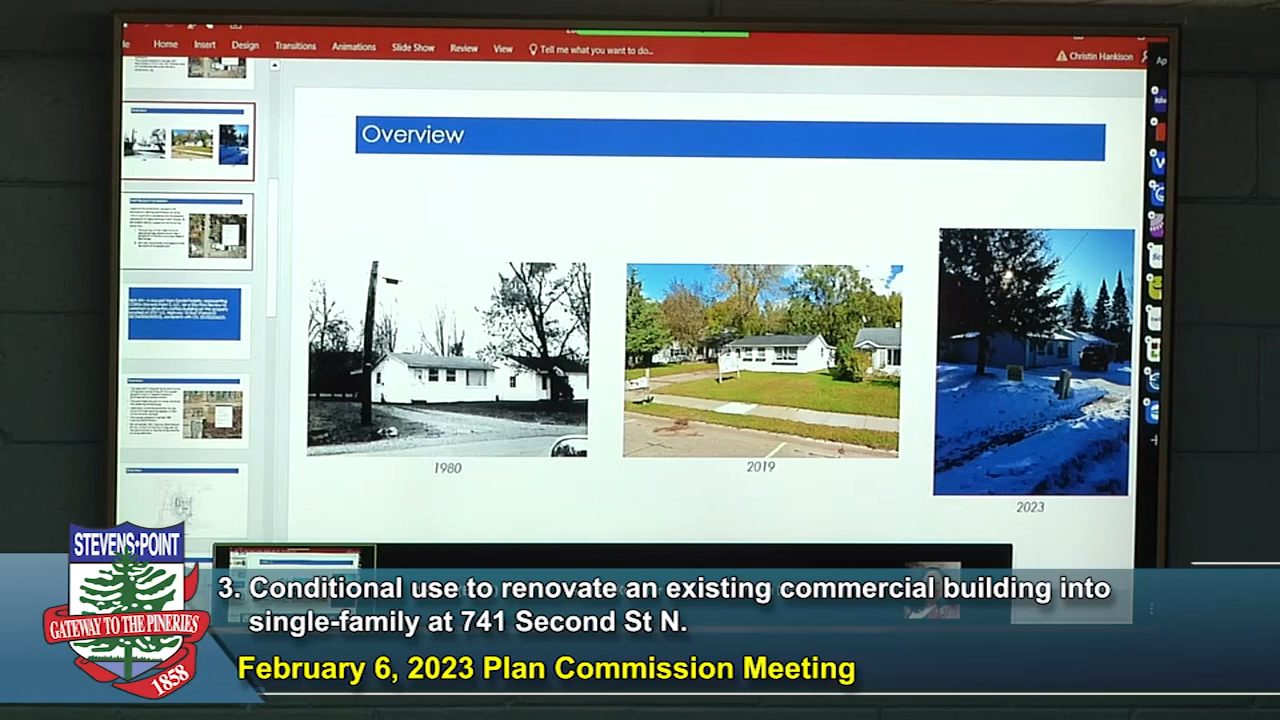 Home Insert Design Transitions Animations Slide Show Review View Tell me what you want to do... Christin Hankison
Overview
1980
2019
2023
STEVENS•POINT
GATEWAY TO THE PINERIES
1858
3. Conditional use to renovate an existing commercial building into
single-family at 741 Second St N.
February 6, 2023 Plan Commission Meeting